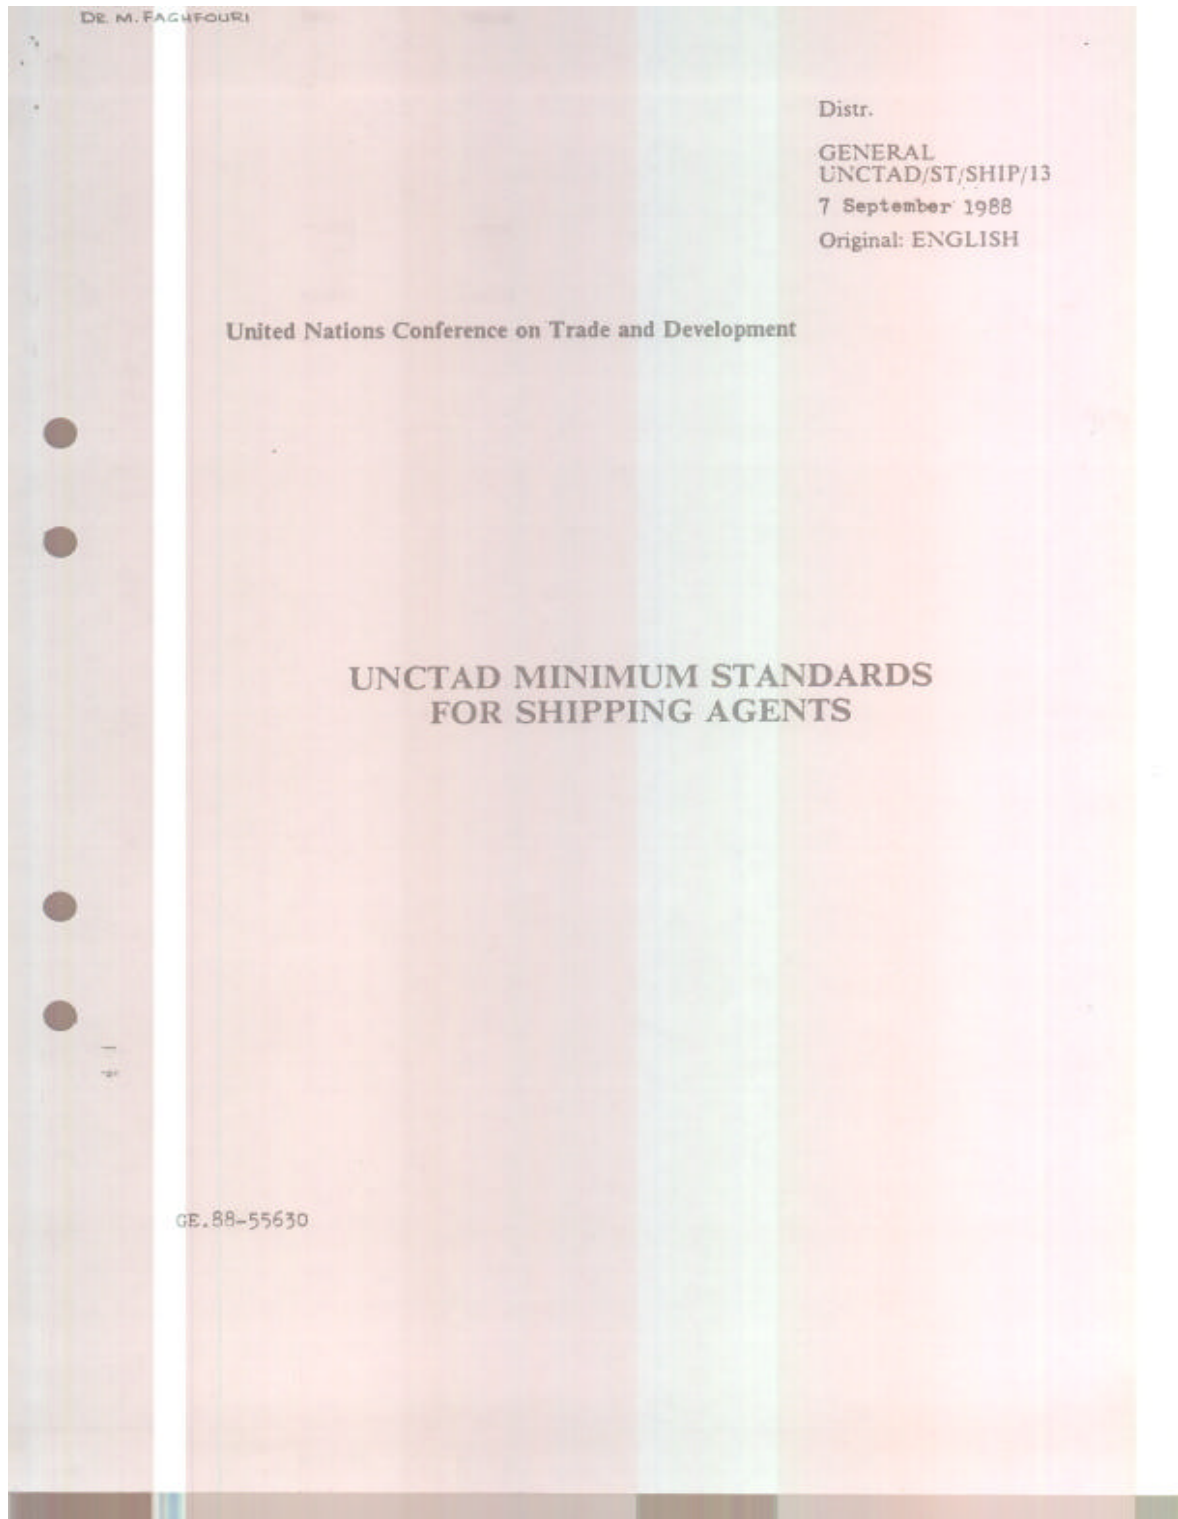 DR. M. FAGHFOURI
Distr.
GENERAL
UNCTAD/ST/SHIP/13
7 September 1988
Original: ENGLISH
United Nations Conference on Trade and Development
UNCTAD MINIMUM STANDARDS
FOR SHIPPING AGENTS
GE.88-55630